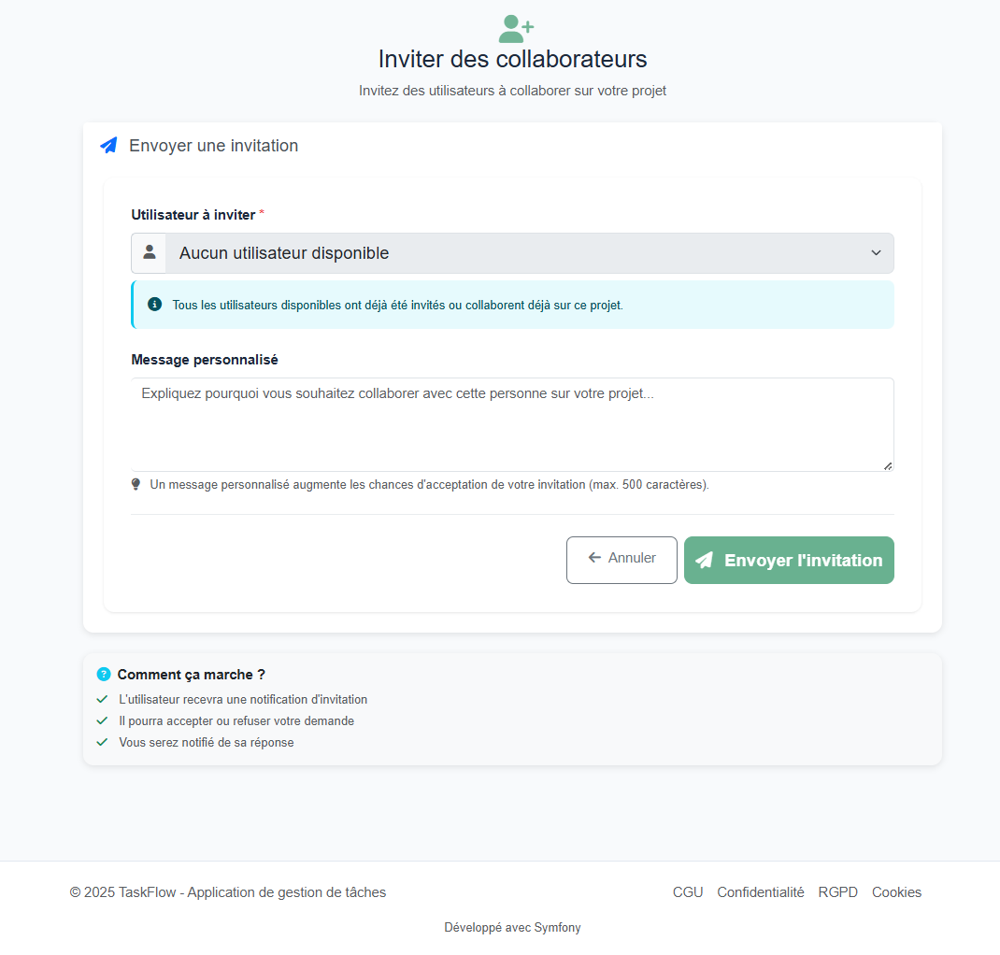 Inviter des collaborateurs
Invitez des utilisateurs à collaborer sur votre projet
Envoyer une invitation
Utilisateur à inviter *
Aucun utilisateur disponible
Tous les utilisateurs disponibles ont déjà été invités ou collaborent déjà sur ce projet.
Message personnalisé
Expliquez pourquoi vous souhaitez collaborer avec cette personne sur votre projet...
Un message personnalisé augmente les chances d'acceptation de votre invitation (max. 500 caractères).
Annuler
Envoyer l'invitation
Comment ça marche ?
L'utilisateur recevra une notification d'invitation
Il pourra accepter ou refuser votre demande
Vous serez notifié de sa réponse
© 2025 TaskFlow - Application de gestion de tâches
CGU Confidentialité RGPD Cookies
Développé avec Symfony